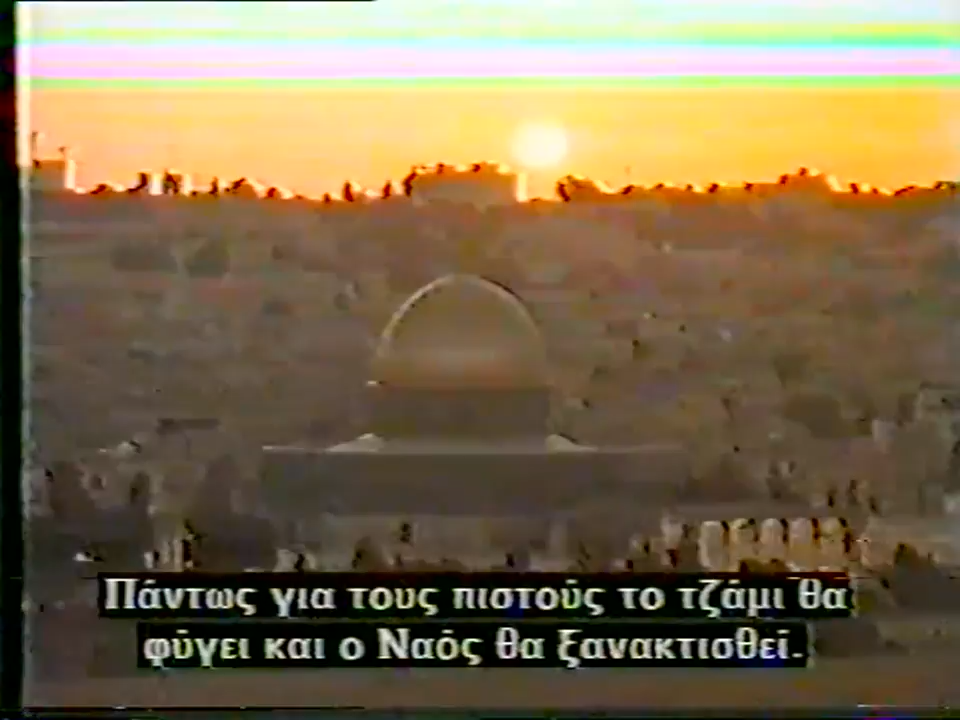 Πάντως για τους πιστούς το τζάμι θα
φύγει και ο Ναός θα ξανακτισθεί.